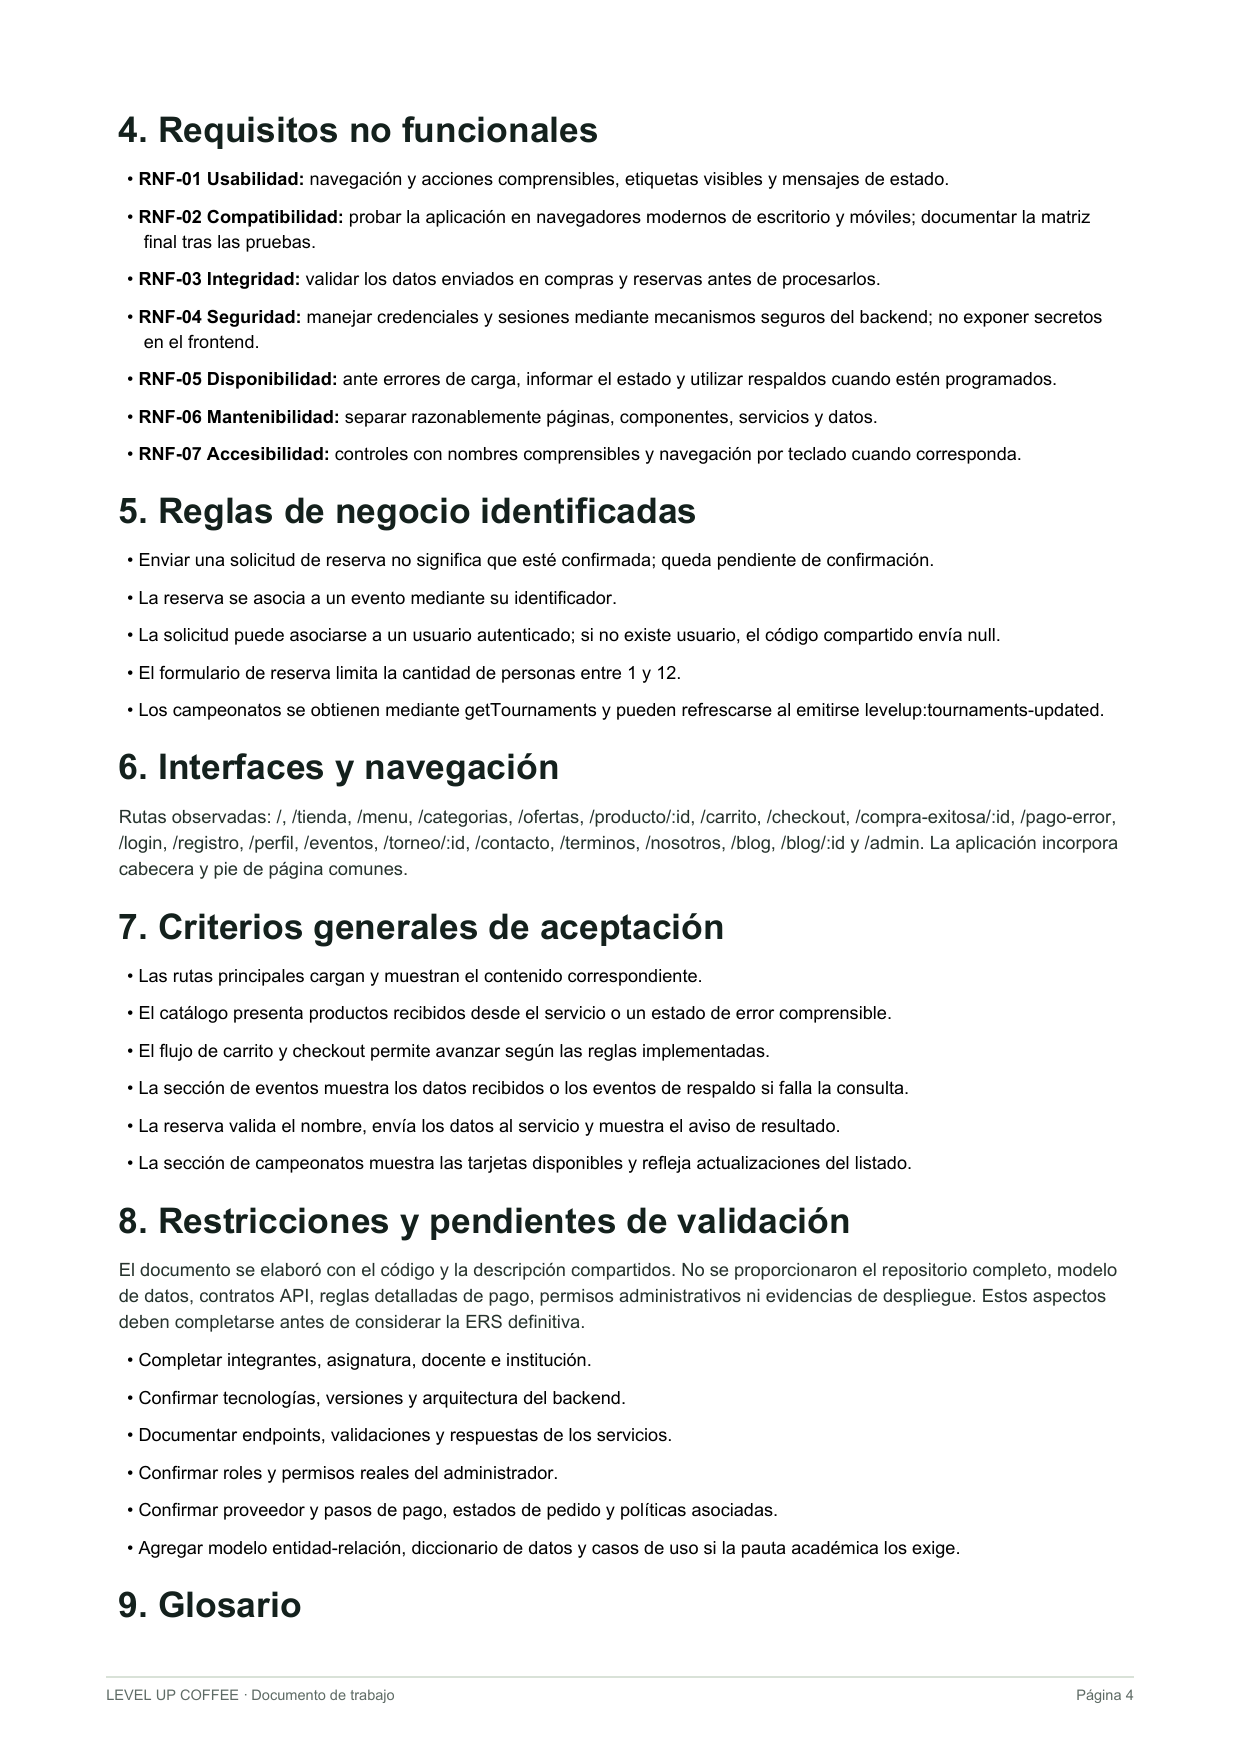 4. Requisitos no funcionales
• RNF-01 Usabilidad: navegación y acciones comprensibles, etiquetas visibles y mensajes de estado.
• RNF-02 Compatibilidad: probar la aplicación en navegadores modernos de escritorio y móviles; documentar la matriz
final tras las pruebas.
• RNF-03 Integridad: validar los datos enviados en compras y reservas antes de procesarlos.
• RNF-04 Seguridad: manejar credenciales y sesiones mediante mecanismos seguros del backend; no exponer secretos
en el frontend.
• RNF-05 Disponibilidad: ante errores de carga, informar el estado y utilizar respaldos cuando estén programados.
• RNF-06 Mantenibilidad: separar razonablemente páginas, componentes, servicios y datos.
• RNF-07 Accesibilidad: controles con nombres comprensibles y navegación por teclado cuando corresponda.
5. Reglas de negocio identificadas
• Enviar una solicitud de reserva no significa que esté confirmada; queda pendiente de confirmación.
• La reserva se asocia a un evento mediante su identificador.
• La solicitud puede asociarse a un usuario autenticado; si no existe usuario, el código compartido envía null.
• El formulario de reserva limita la cantidad de personas entre 1 y 12.
• Los campeonatos se obtienen mediante getTournaments y pueden refrescarse al emitirse levelup:tournaments-updated.
6. Interfaces y navegación
Rutas observadas: /, /tienda, /menu, /categorias, /ofertas, /producto/:id, /carrito, /checkout, /compra-exitosa/:id, /pago-error,
/login, /registro, /perfil, /eventos, /torneo/:id, /contacto, /terminos, /nosotros, /blog, /blog/:id y /admin. La aplicación incorpora
cabecera y pie de página comunes.
7. Criterios generales de aceptación
• Las rutas principales cargan y muestran el contenido correspondiente.
• El catálogo presenta productos recibidos desde el servicio o un estado de error comprensible.
• El flujo de carrito y checkout permite avanzar según las reglas implementadas.
• La sección de eventos muestra los datos recibidos o los eventos de respaldo si falla la consulta.
• La reserva valida el nombre, envía los datos al servicio y muestra el aviso de resultado.
• La sección de campeonatos muestra las tarjetas disponibles y refleja actualizaciones del listado.
8. Restricciones y pendientes de validación
El documento se elaboró con el código y la descripción compartidos. No se proporcionaron el repositorio completo, modelo
de datos, contratos API, reglas detalladas de pago, permisos administrativos ni evidencias de despliegue. Estos aspectos
deben completarse antes de considerar la ERS definitiva.
• Completar integrantes, asignatura, docente e institución.
• Confirmar tecnologías, versiones y arquitectura del backend.
• Documentar endpoints, validaciones y respuestas de los servicios.
• Confirmar roles y permisos reales del administrador.
• Confirmar proveedor y pasos de pago, estados de pedido y políticas asociadas.
• Agregar modelo entidad-relación, diccionario de datos y casos de uso si la pauta académica los exige.
9. Glosario
LEVEL UP COFFEE · Documento de trabajo
Página 4